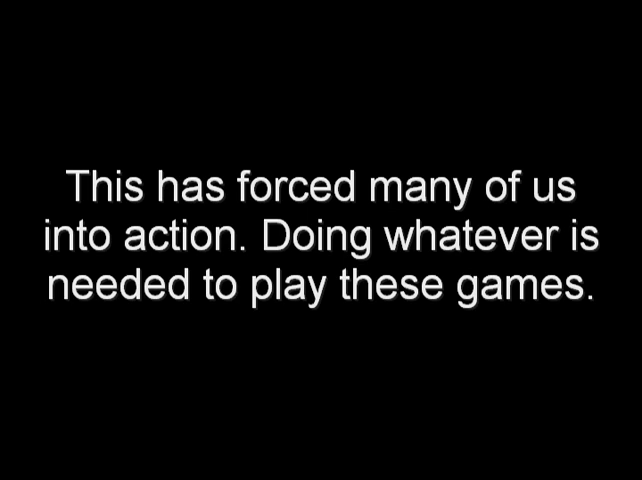 This has forced many of us
into action. Doing whatever is
needed to play these games.